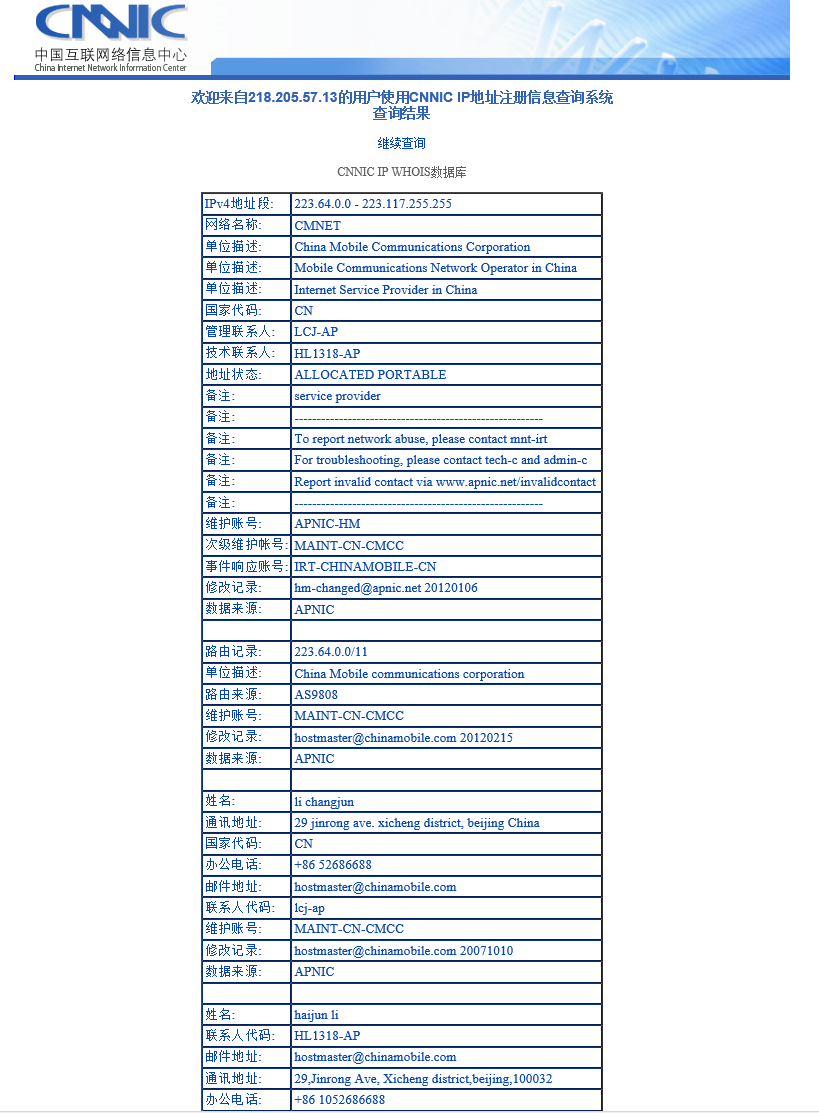 CNNIC
中国互联网络信息中心
China Internet Network Information Center
欢迎来自218.205.57.13的用户使用CNNIC IP地址注册信息查询系统
查询结果
继续查询
CNNIC IP WHOIS数据库
IPv4地址段: 223.64.0.0 - 223.117.255.255
网络名称: CMNET
单位描述: China Mobile Communications Corporation
单位描述: Mobile Communications Network Operator in China
单位描述: Internet Service Provider in China
国家代码: CN
管理联系人: LCJ-AP
技术联系人: HL1318-AP
地址状态: ALLOCATED PORTABLE
备注: service provider
备注: --------------------------------------------------------
备注: To report network abuse, please contact mnt-irt
备注: For troubleshooting, please contact tech-c and admin-c
备注: Report invalid contact via www.apnic.net/invalidcontact
备注: --------------------------------------------------------
维护账号: APNIC-HM
次级维护帐号: MAINT-CN-CMCC
事件响应账号: IRT-CHINAMOBILE-CN
修改记录: hm-changed@apnic.net 20120106
数据来源: APNIC
路由记录: 223.64.0.0/11
单位描述: China Mobile communications corporation
路由来源: AS9808
维护账号: MAINT-CN-CMCC
修改记录: hostmaster@chinamobile.com 20120215
数据来源: APNIC
姓名: li changjun
通讯地址: 29 jinrong ave. xicheng district, beijing China
国家代码: CN
办公电话: +86 52686688
邮件地址: hostmaster@chinamobile.com
联系人代码: lcj-ap
维护账号: MAINT-CN-CMCC
修改记录: hostmaster@chinamobile.com 20071010
数据来源: APNIC
姓名: haijun li
联系人代码: HL1318-AP
邮件地址: hostmaster@chinamobile.com
通讯地址: 29,Jinrong Ave, Xicheng district,beijing,100032
办公电话: +86 1052686688